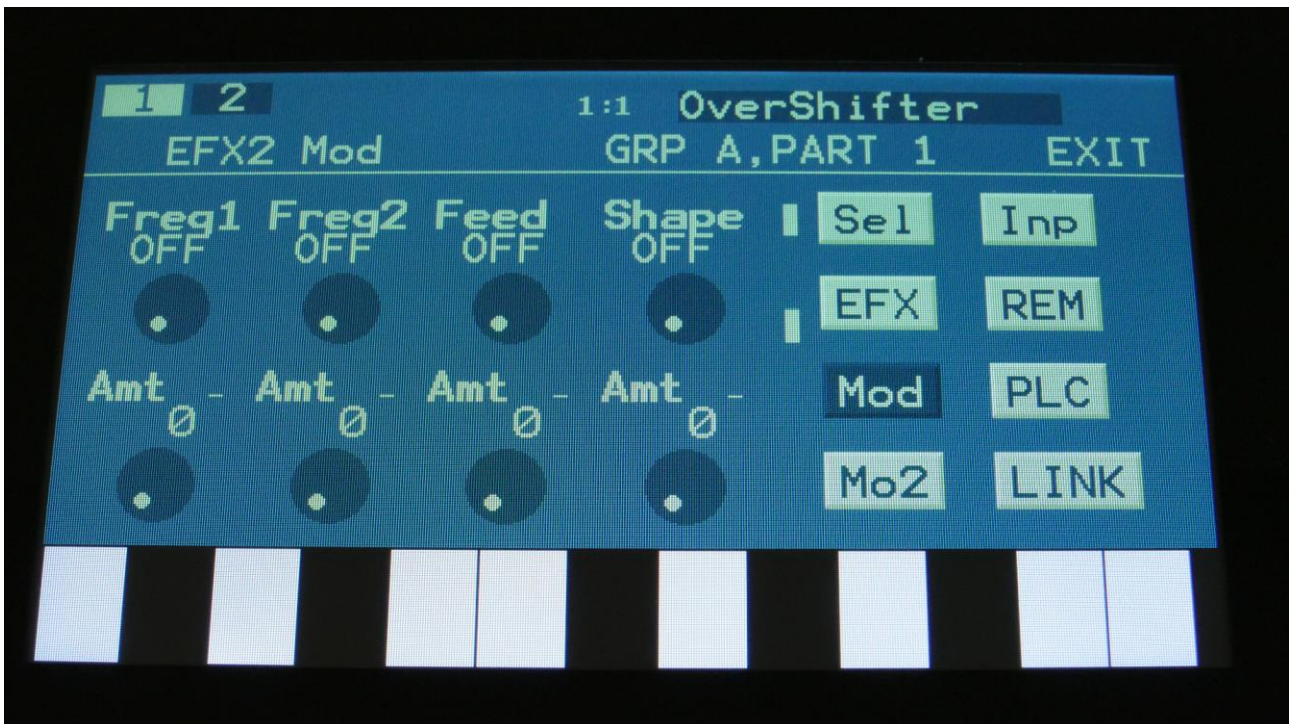 1 2 1:1 OverShifter
EFX2 Mod GRP A,PART 1 EXIT
Freq1 Freq2 Feed Shape Sel Inp
OFF OFF OFF OFF
EFX REM
Amt Amt Amt Amt Mod PLC
0 0 0 0
Mo2 LINK